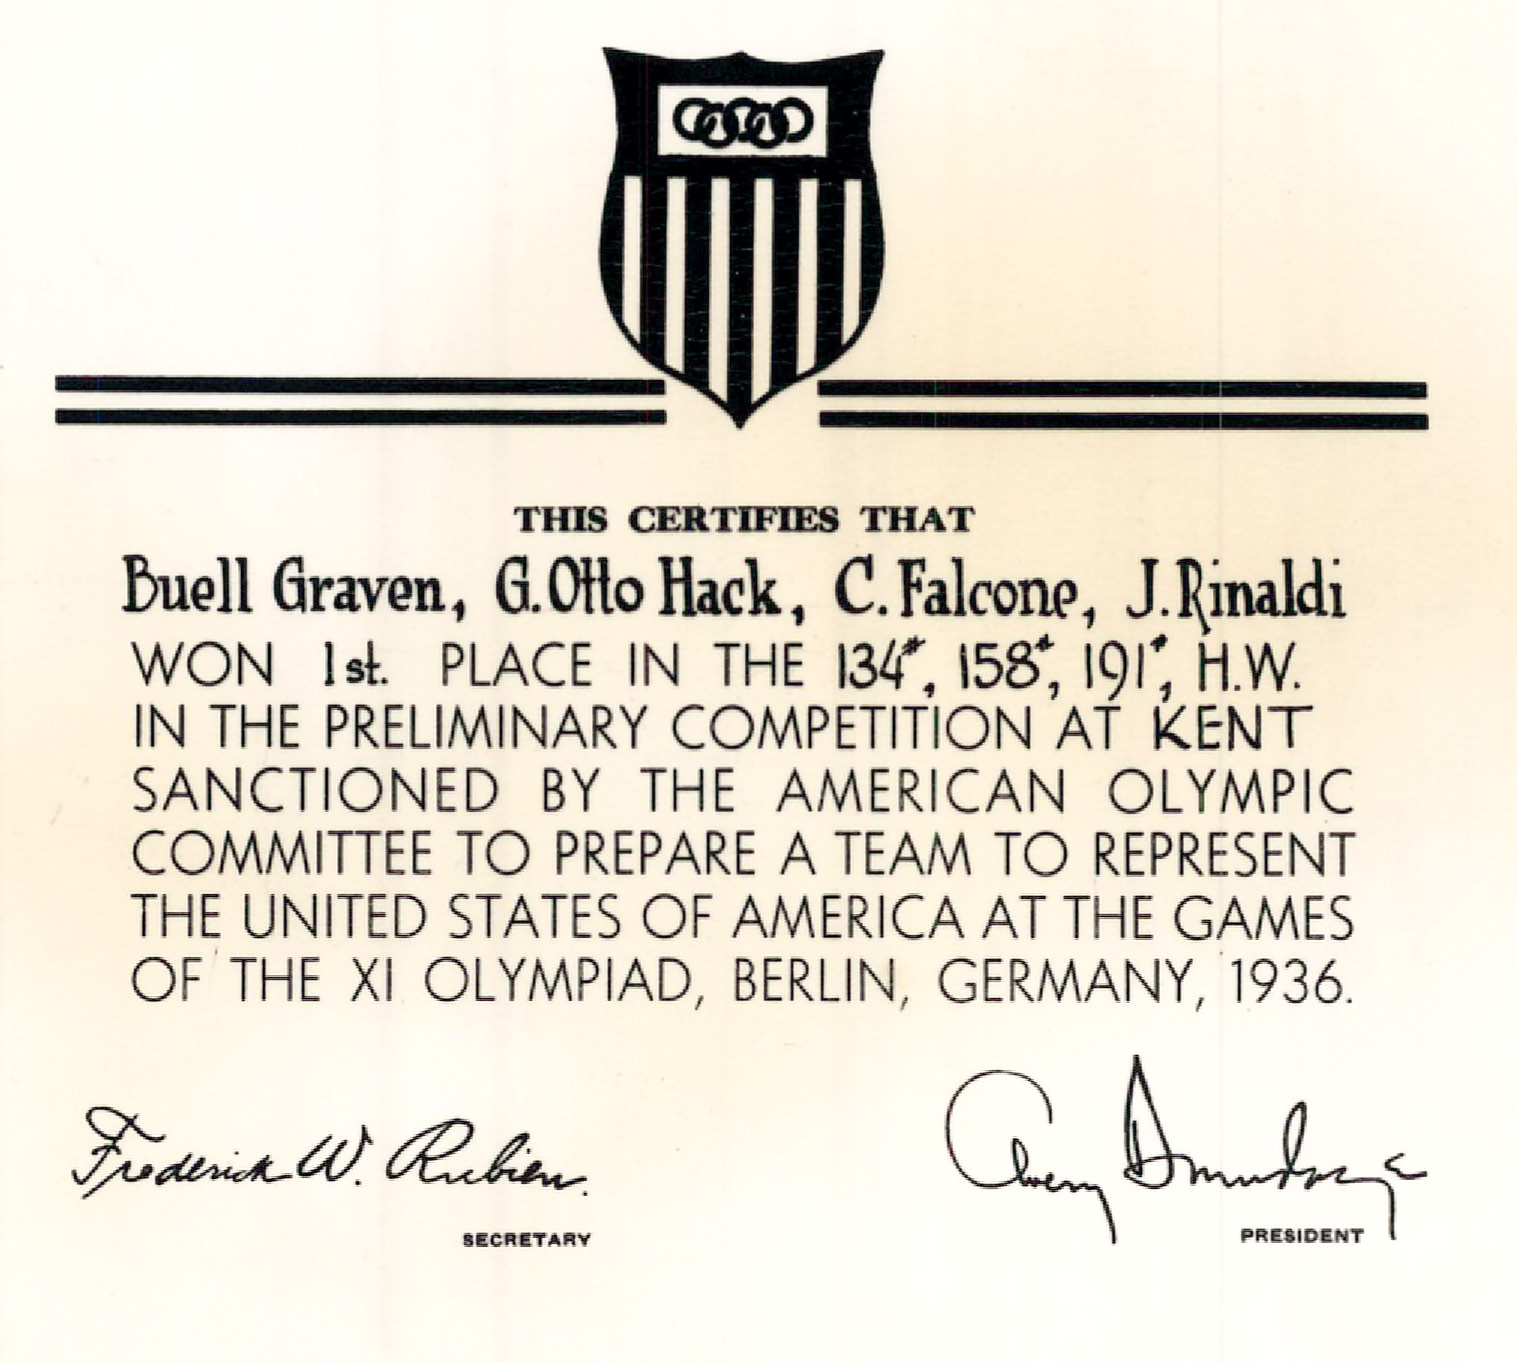 THIS CERTIFIES THAT
Buell Graven, G. Otto Hack, C. Falcone, J. Rinaldi
WON 1st. PLACE IN THE 134#, 158#, 191#, H.W.
IN THE PRELIMINARY COMPETITION AT KENT
SANCTIONED BY THE AMERICAN OLYMPIC
COMMITTEE TO PREPARE A TEAM TO REPRESENT
THE UNITED STATES OF AMERICA AT THE GAMES
OF THE XI OLYMPIAD, BERLIN, GERMANY, 1936.
Frederick W. Rubien.
Avery Brundage
SECRETARY
PRESIDENT